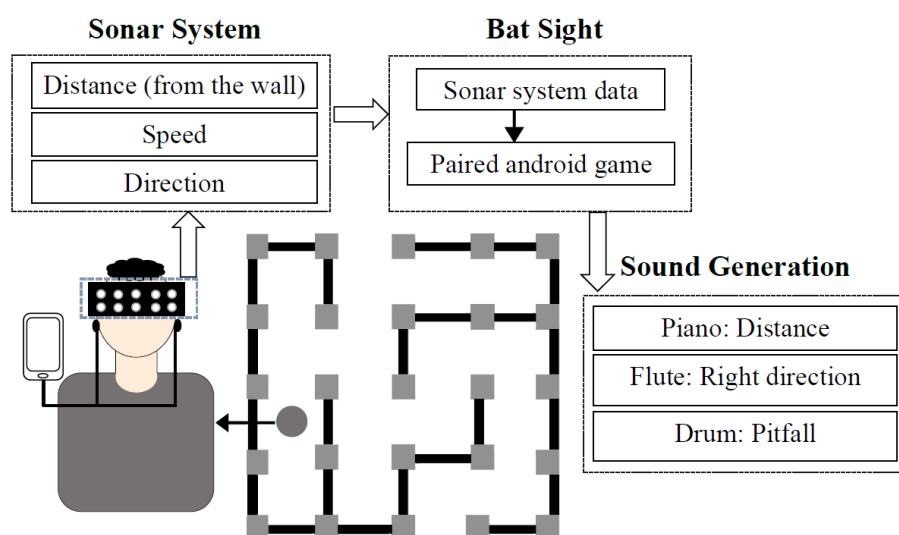 Sonar System
Distance (from the wall)
Speed
Direction
Bat Sight
Sonar system data
Paired android game
Sound Generation
Piano: Distance
Flute: Right direction
Drum: Pitfall